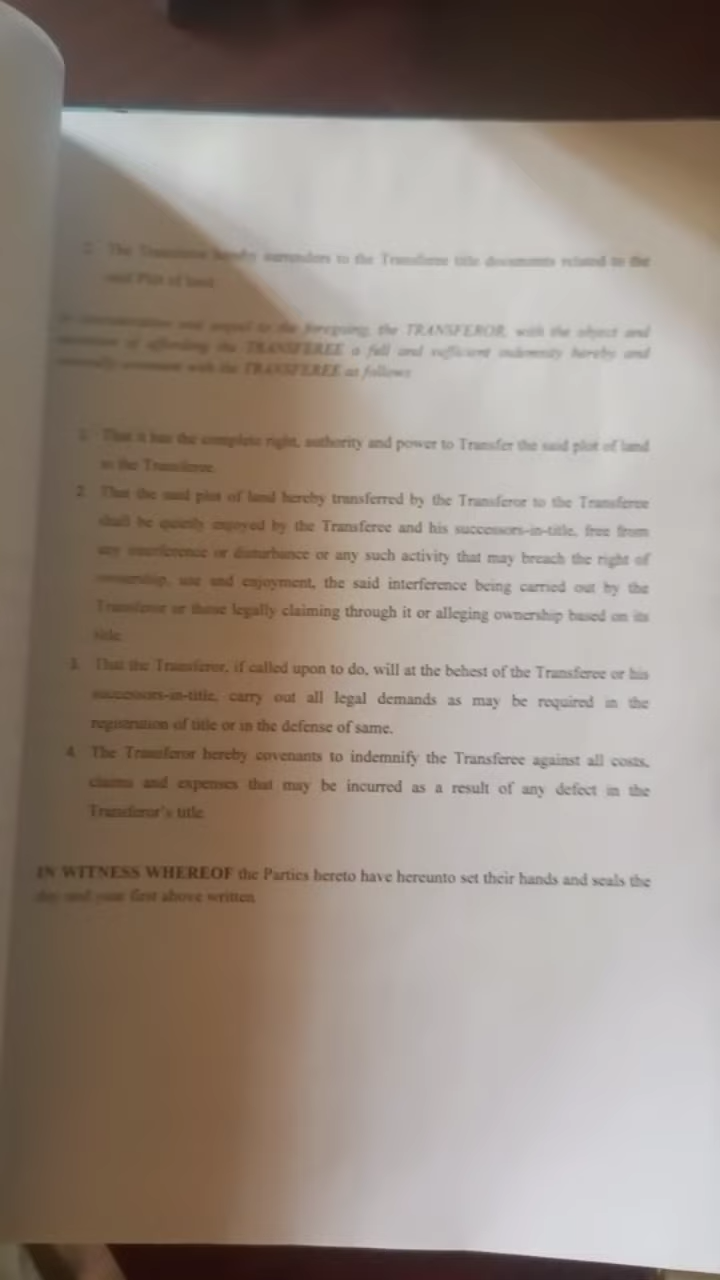 2. The Transferor hereby surrenders to the Transferee title documents related to the
said Plot of land.
to the foregoing, the TRANSFEROR, with the object and
of affording the TRANSFEREE a full and sufficient indemnity hereby and
with the TRANSFEREE as follows:
1. That it has the complete right, authority and power to Transfer the said plot of land
to the Transferee.
2. That the said plot of land hereby transferred by the Transferor to the Transferee
shall be quietly enjoyed by the Transferee and his successors-in-title, free from
any interference or disturbance or any such activity that may breach the right of
ownership, use and enjoyment, the said interference being carried out by the
Transferor or those legally claiming through it or alleging ownership based on its
title.
3. That the Transferor, if called upon to do, will at the behest of the Transferee or his
successors-in-title, carry out all legal demands as may be required in the
registration of title or in the defense of same.
4. The Transferor hereby covenants to indemnify the Transferee against all costs,
claims and expenses that may be incurred as a result of any defect in the
Transferor's title.
IN WITNESS WHEREOF the Parties hereto have hereunto set their hands and seals the
day and year first above written.